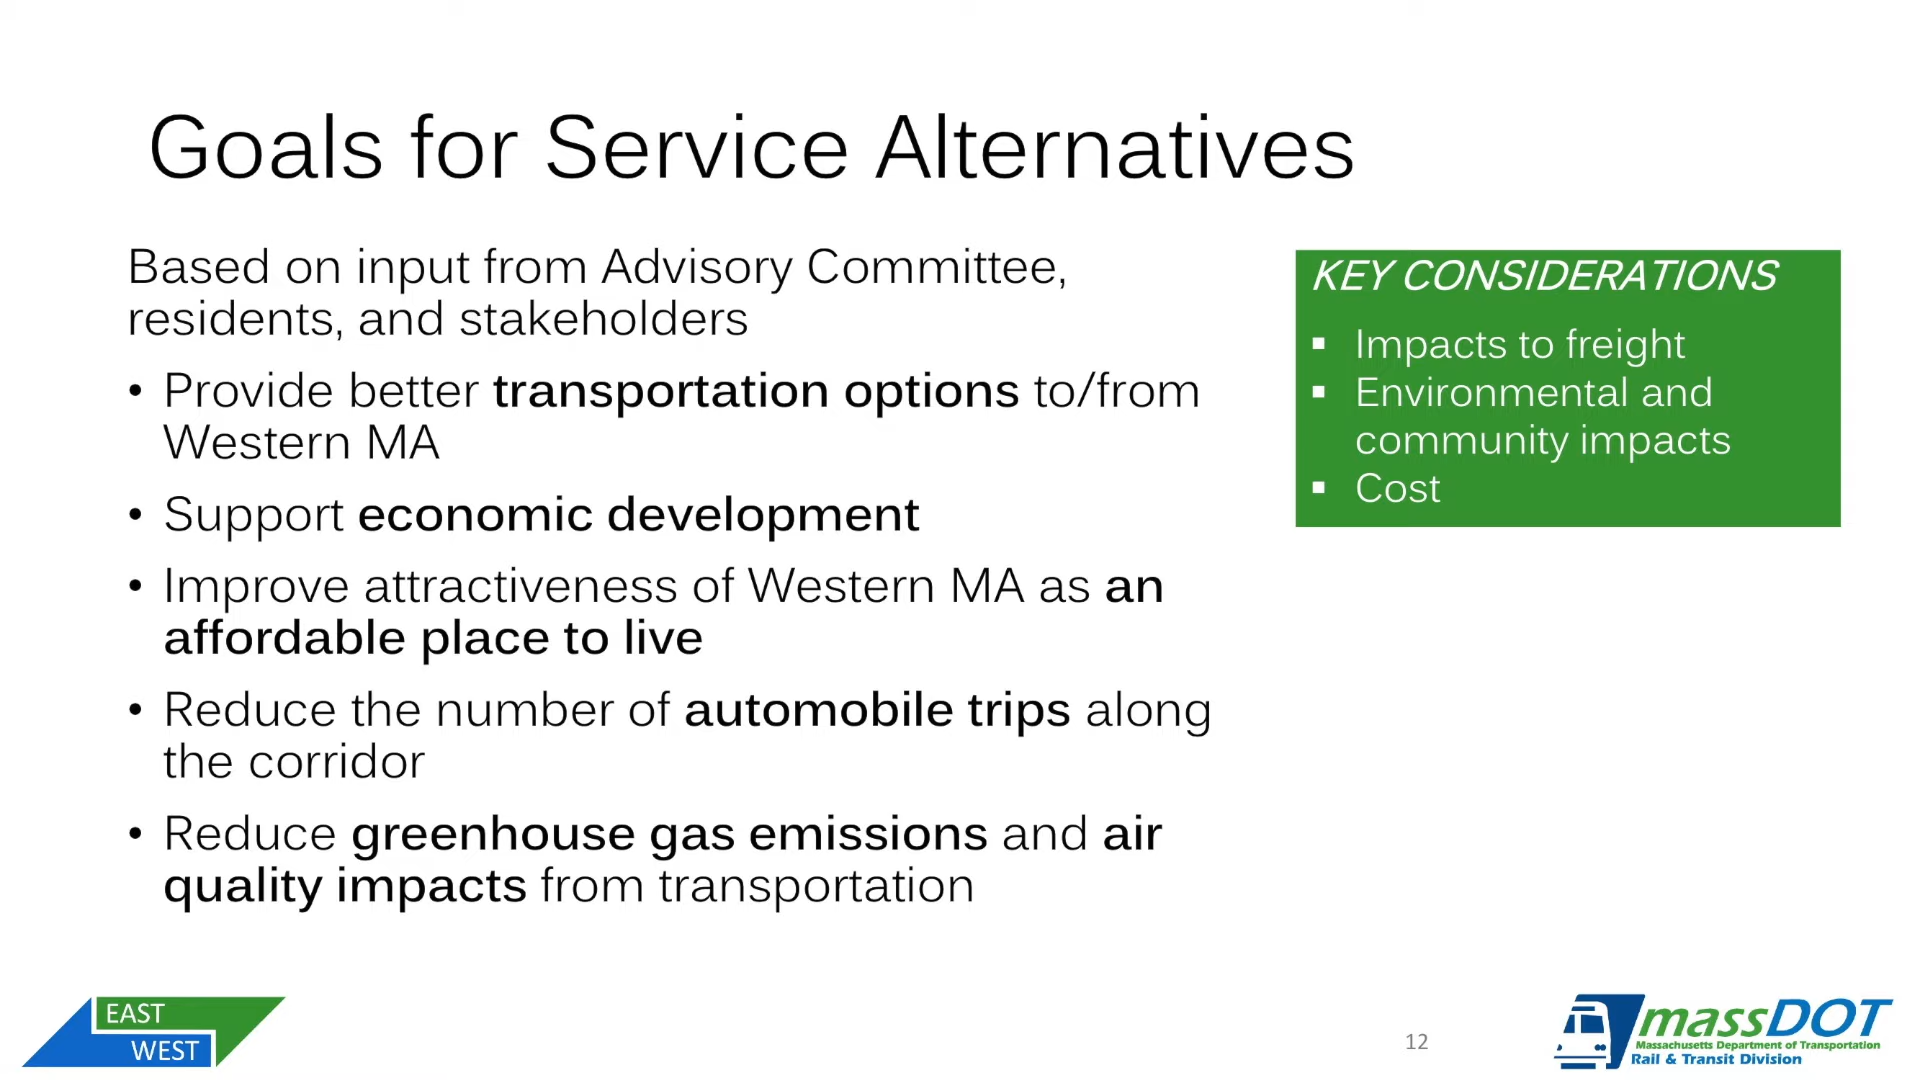 Goals for Service Alternatives
Based on input from Advisory Committee,
residents, and stakeholders
• Provide better transportation options to/from
Western MA
• Support economic development
• Improve attractiveness of Western MA as an
affordable place to live
• Reduce the number of automobile trips along
the corridor
• Reduce greenhouse gas emissions and air
quality impacts from transportation
KEY CONSIDERATIONS
▪ Impacts to freight
▪ Environmental and
community impacts
▪ Cost
EAST
WEST
12
massDOT
Massachusetts Department of Transportation
Rail & Transit Division